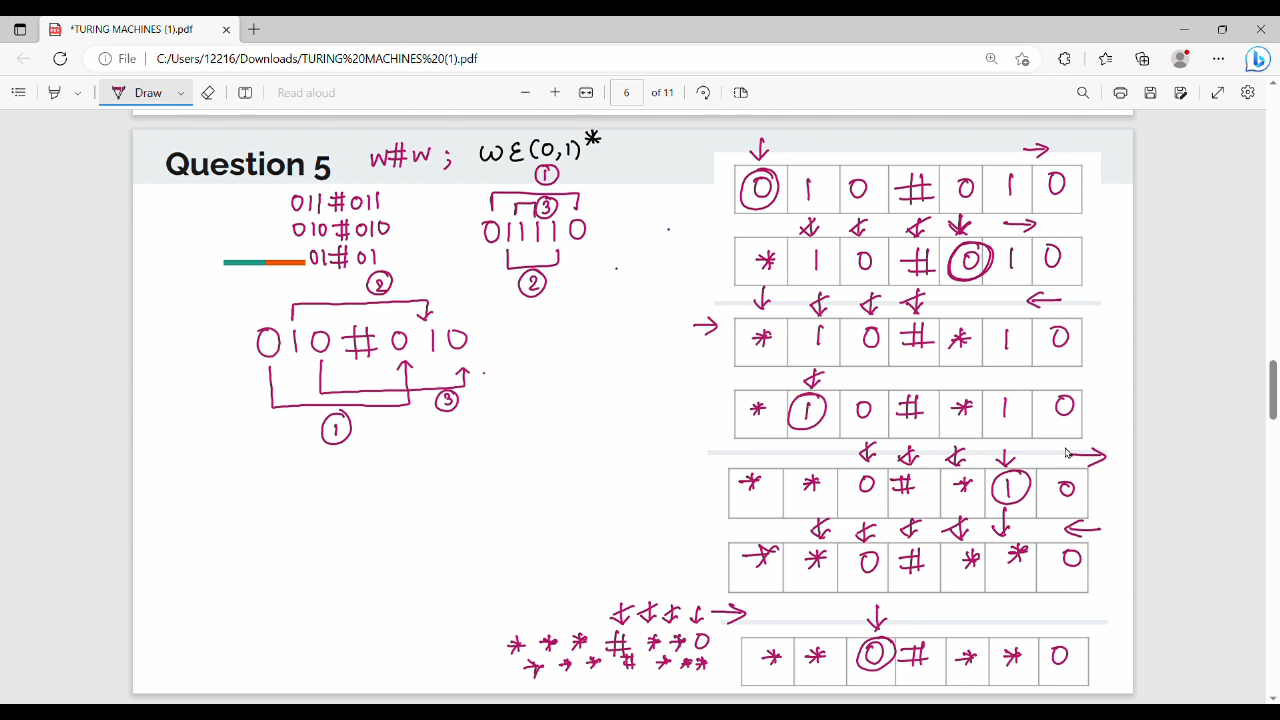 *TURING MACHINES (1).pdf
File C:/Users/12216/Downloads/TURING%20MACHINES%20(1).pdf
Draw Read aloud 6 of 11
Question 5 w#w ; ω ε (0,1)*
011#011
010#010
01#01
①
③
011110
②
②
010#010
③
①
0 1 0 # 0 1 0
* 1 0 # 0 1 0
* 1 0 # * 1 0
* 1 0 # * 1 0
* * 0 # * 1 0
* * 0 # * * 0
* * 0 # * * 0
* * * # * * 0
* * * # * * *